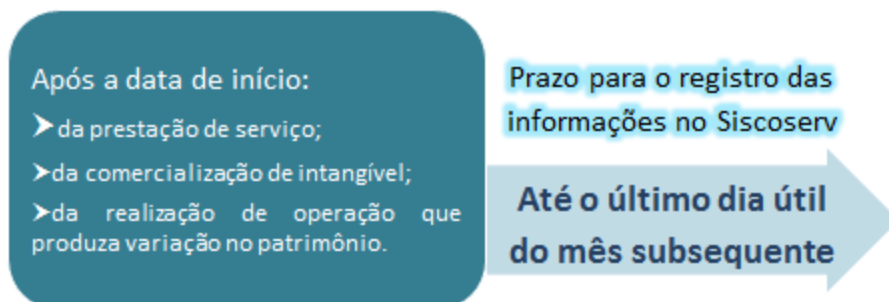 Após a data de início:
➤ da prestação de serviço;
➤da comercialização de intangível;
➤da realização de operação que
produza variação no patrimônio.
Prazo para o registro das
informações no Siscoserv
Até o último dia útil
do mês subsequente